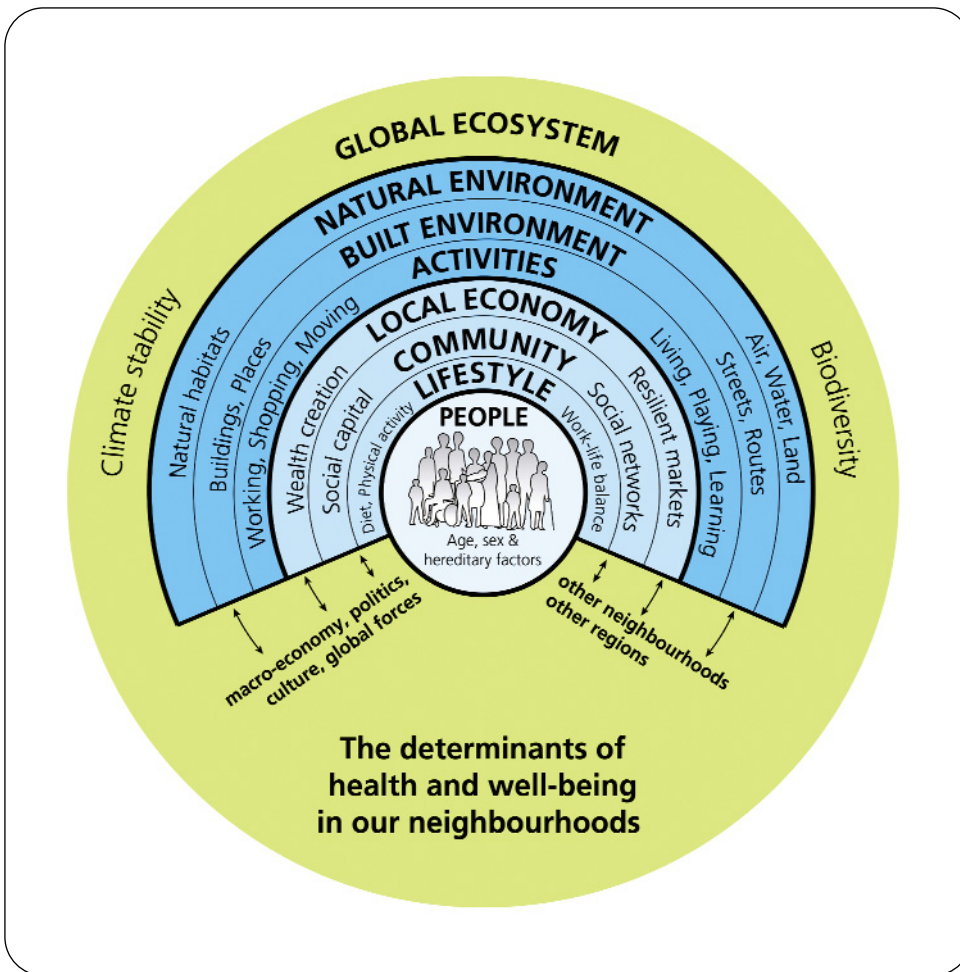 GLOBAL ECOSYSTEM
NATURAL ENVIRONMENT
BUILT ENVIRONMENT
ACTIVITIES
LOCAL ECONOMY
COMMUNITY
LIFESTYLE
PEOPLE
Age, sex &
hereditary factors
Climate stability
Natural habitats
Buildings, Places
Working, Shopping, Moving
Wealth creation
Social capital
Diet, Physical activity
Work-life balance
Social networks
Resilient markets
Living, Playing, Learning
Streets, Routes
Air, Water, Land
Biodiversity
macro-economy, politics,
culture, global forces
other neighbourhoods
other regions
The determinants of
health and well-being
in our neighbourhoods